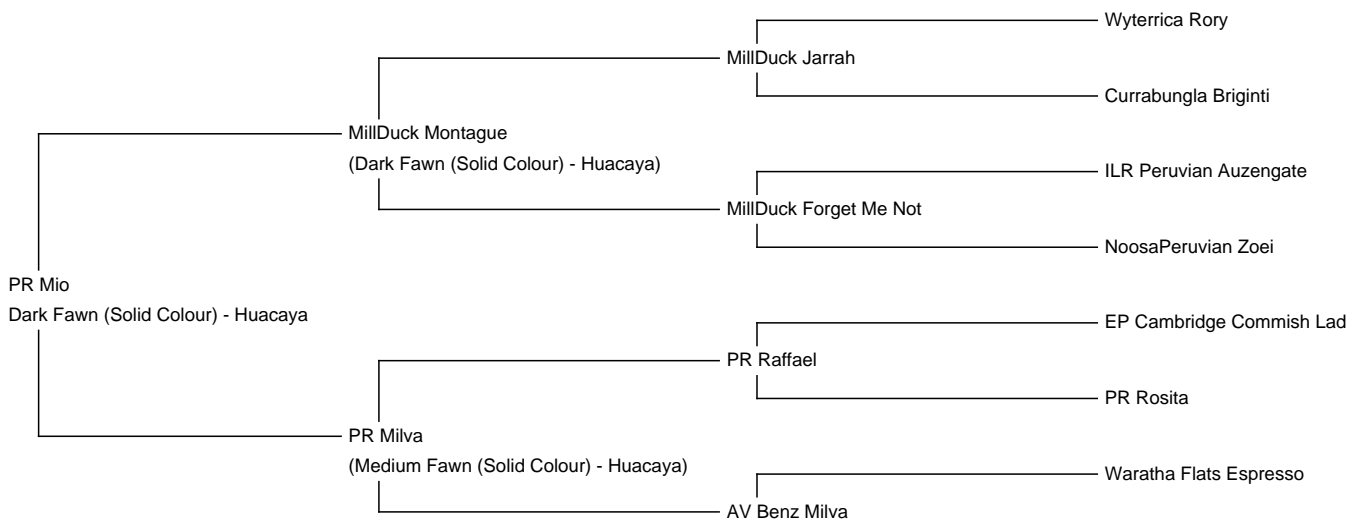 Wyterrica Rory
MillDuck Jarrah
Currabungla Briginti
MillDuck Montague
(Dark Fawn (Solid Colour) - Huacaya)
ILR Peruvian Auzengate
MillDuck Forget Me Not
NoosaPeruvian Zoei
PR Mio
Dark Fawn (Solid Colour) - Huacaya
EP Cambridge Commish Lad
PR Raffael
PR Rosita
PR Milva
(Medium Fawn (Solid Colour) - Huacaya)
Waratha Flats Espresso
AV Benz Milva